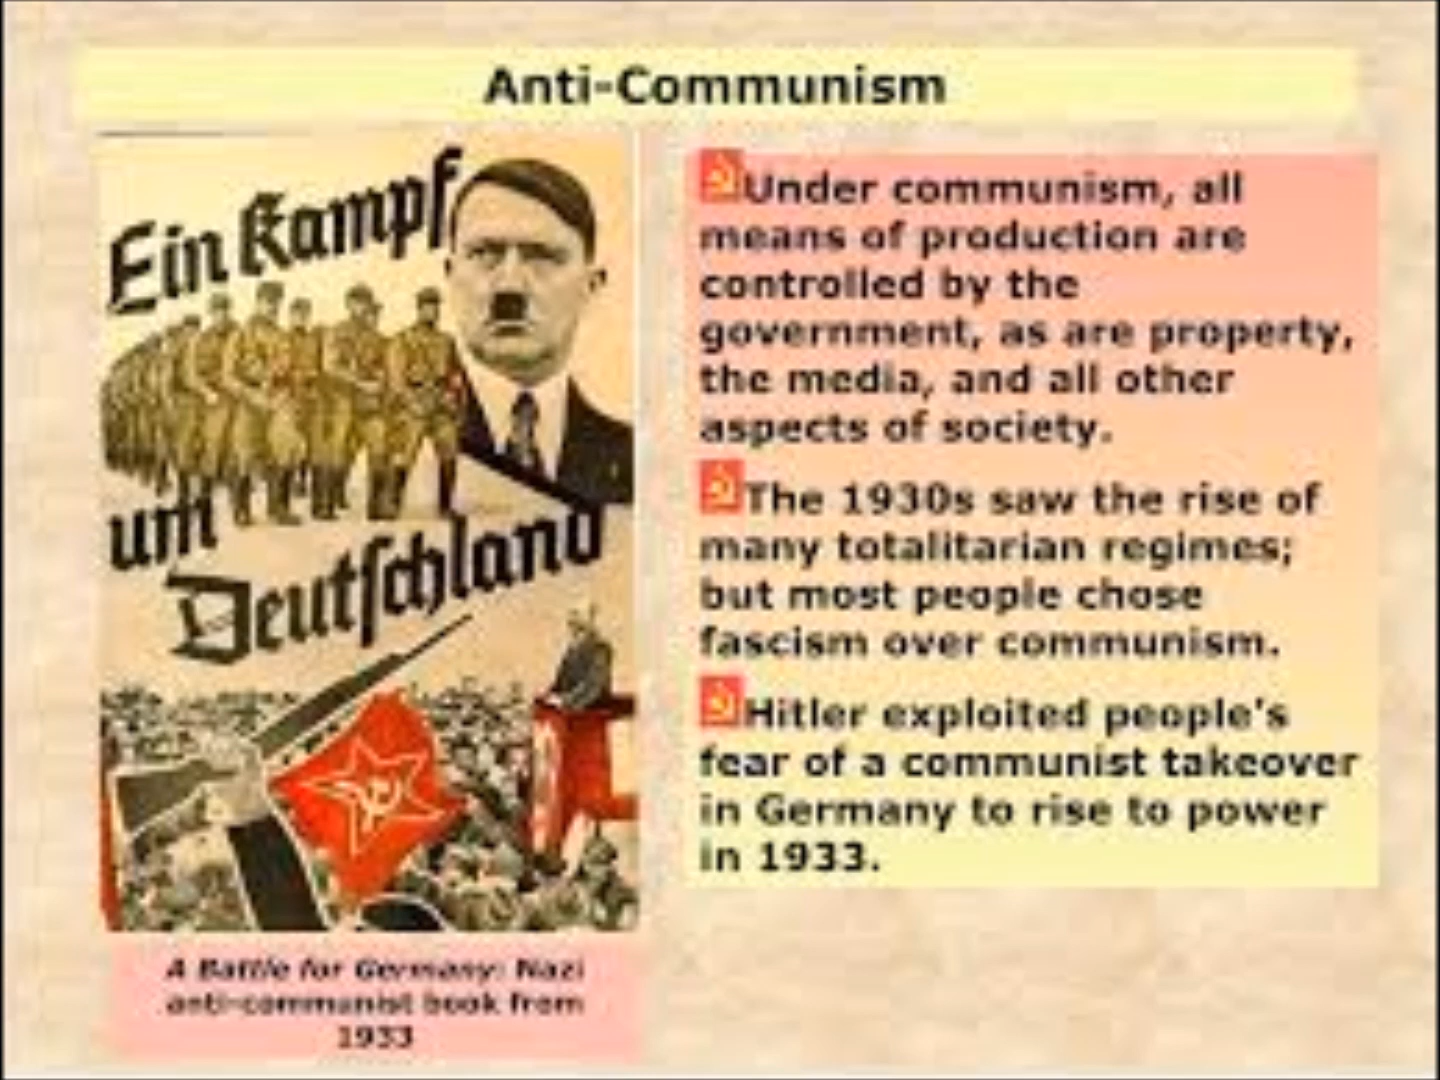 Anti-Communism
Ein Kampf
um
Deutschland
Under communism, all
means of production are
controlled by the
government, as are property,
the media, and all other
aspects of society.
The 1930s saw the rise of
many totalitarian regimes;
but most people chose
fascism over communism.
Hitler exploited people's
fear of a communist takeover
in Germany to rise to power
in 1933.
A Battle for Germany: Nazi
anti-communist book from
1933